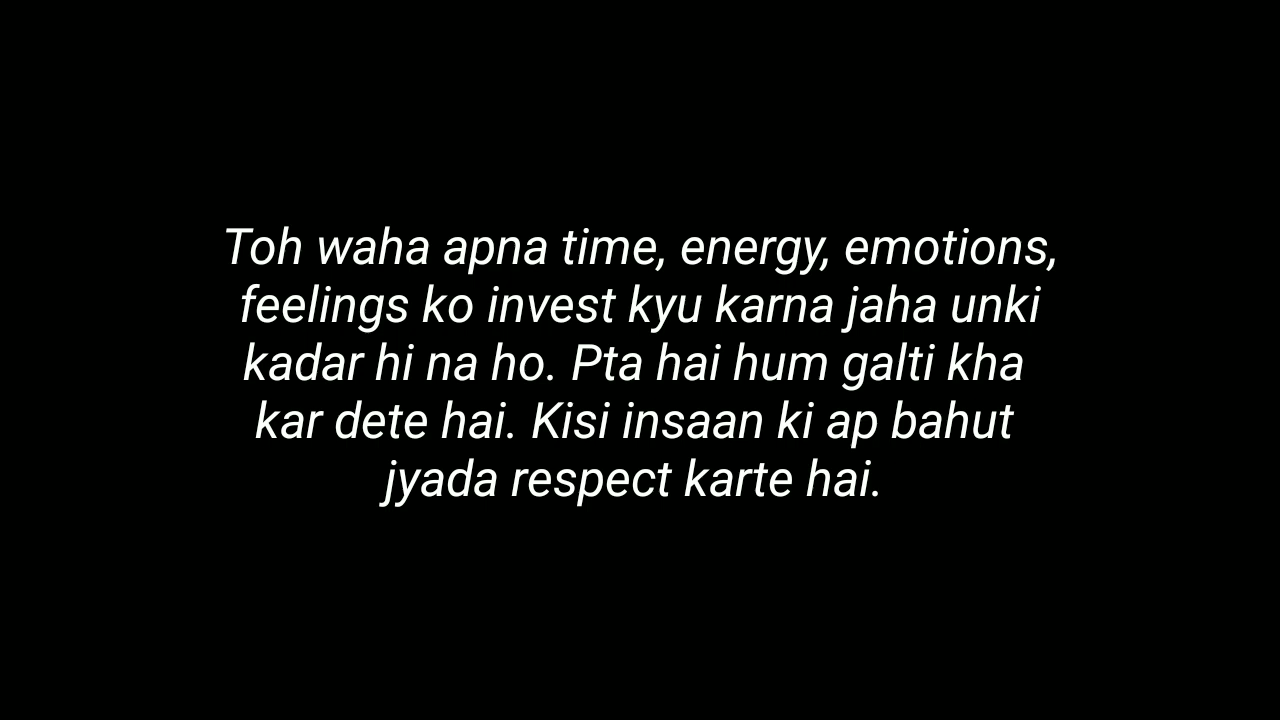 Toh waha apna time, energy, emotions,
feelings ko invest kyu karna jaha unki
kadar hi na ho. Pta hai hum galti kha
kar dete hai. Kisi insaan ki ap bahut
jyada respect karte hai.